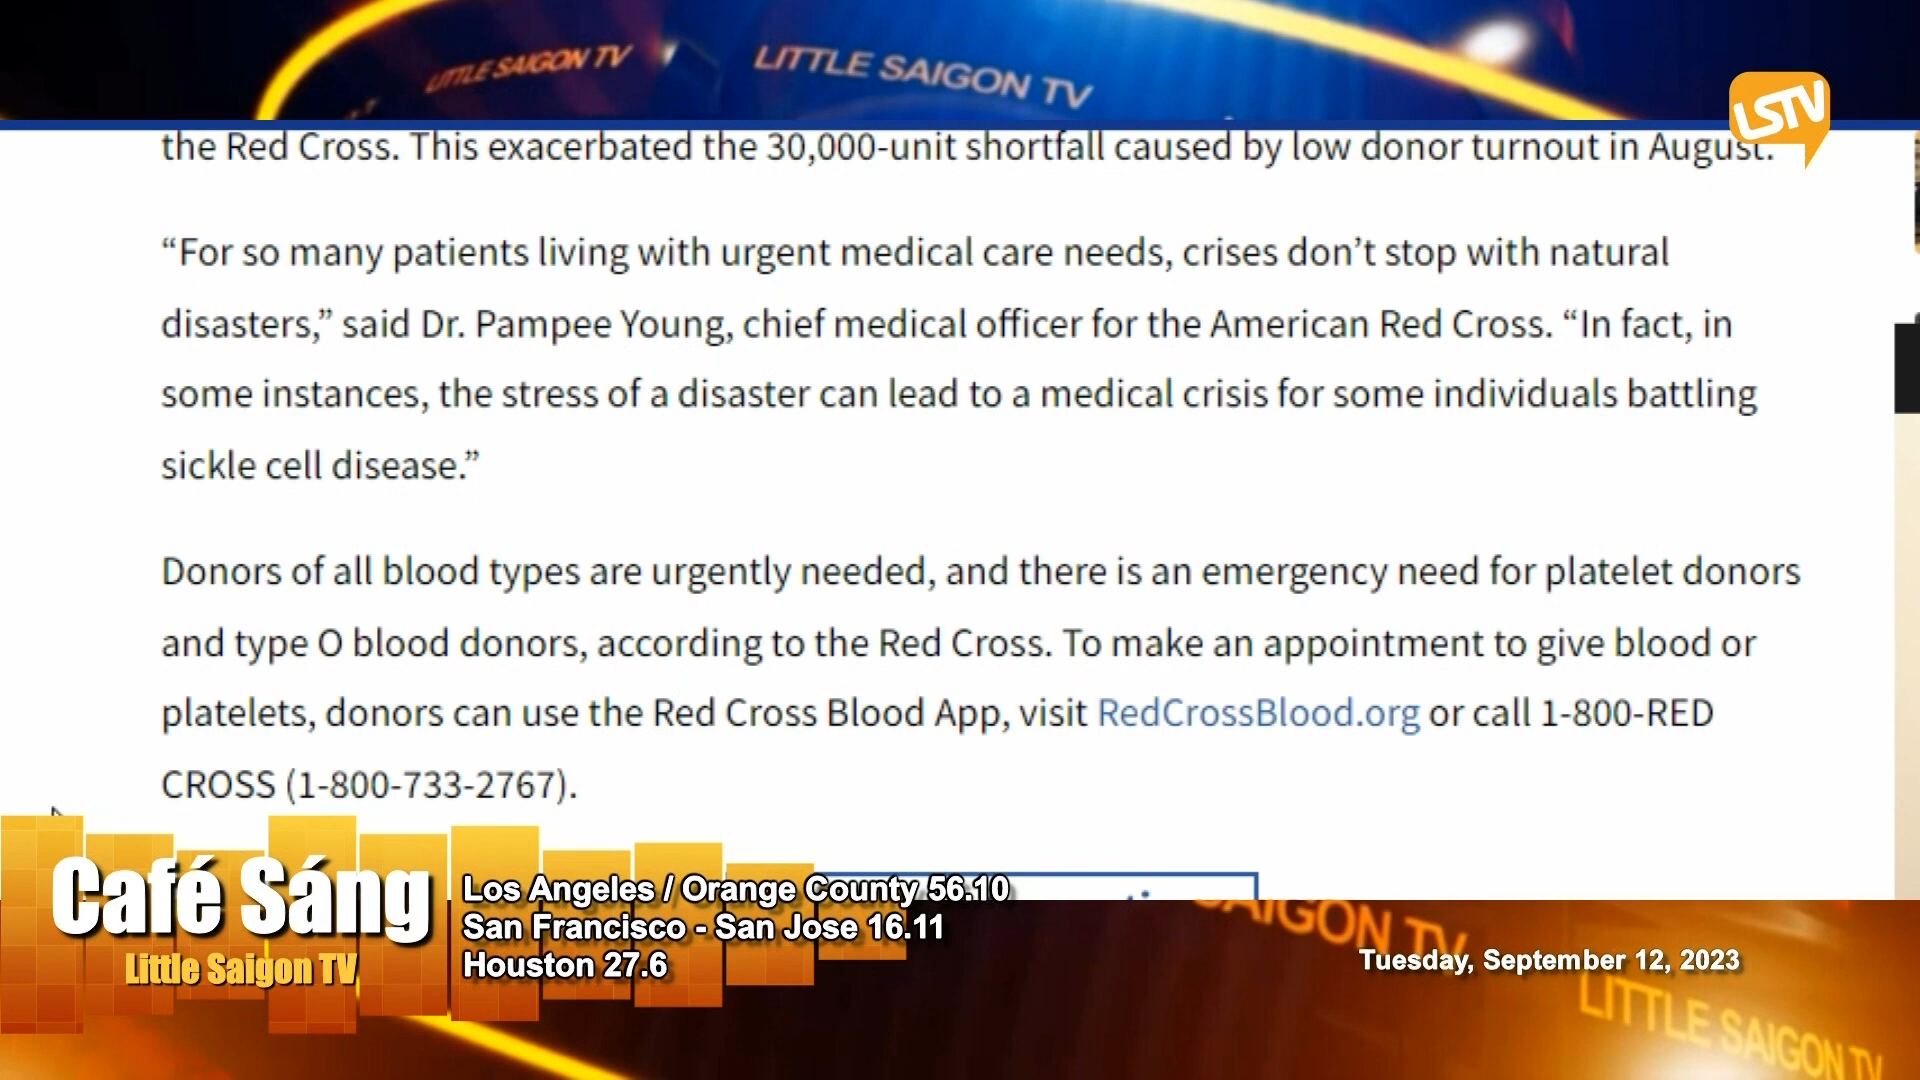 LITTLE SAIGON TV
LITTLE SAIGON TV
LSTV
the Red Cross. This exacerbated the 30,000-unit shortfall caused by low donor turnout in August.
“For so many patients living with urgent medical care needs, crises don’t stop with natural
disasters,” said Dr. Pampee Young, chief medical officer for the American Red Cross. “In fact, in
some instances, the stress of a disaster can lead to a medical crisis for some individuals battling
sickle cell disease.”
Donors of all blood types are urgently needed, and there is an emergency need for platelet donors
and type O blood donors, according to the Red Cross. To make an appointment to give blood or
platelets, donors can use the Red Cross Blood App, visit RedCrossBlood.org or call 1-800-RED
CROSS (1-800-733-2767).
Café Sáng
Little Saigon TV
Los Angeles / Orange County 56.10
San Francisco - San Jose 16.11
Houston 27.6
SAIGON TV
Tuesday, September 12, 2023
LITTLE SAIGON TV